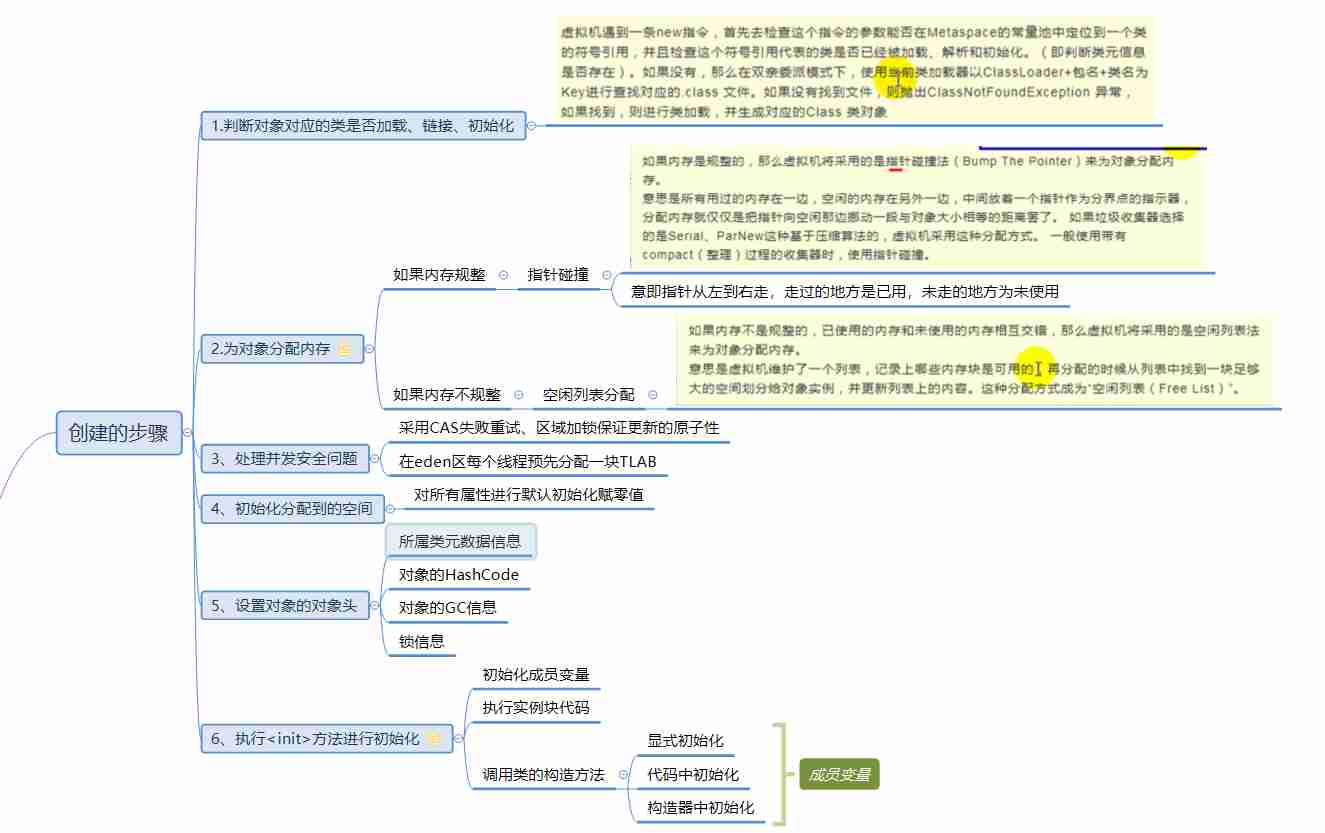 虚拟机遇到一条new指令，首先去检查这个指令的参数能否在Metaspace的常量池中定位到一个类
的符号引用，并且检查这个符号引用代表的类是否已经被加载、解析和初始化。（即判断类元信息
是否存在）。如果没有，那么在双亲委派模式下，使用当前类加载器以ClassLoader+包名+类名为
Key进行查找对应的.class 文件。如果没有找到文件，则抛出ClassNotFoundException 异常，
如果找到，则进行类加载，并生成对应的Class 类对象
1.判断对象对应的类是否加载、链接、初始化
如果内存是规整的，那么虚拟机将采用的是指针碰撞法（Bump The Pointer）来为对象分配内
存。
意思是所有用过的内存在一边，空闲的内存在另外一边，中间放着一个指针作为分界点的指示器，
分配内存就仅仅是把指针向空闲那边挪动一段与对象大小相等的距离罢了。 如果垃圾收集器选择
的是Serial、ParNew这种基于压缩算法的，虚拟机采用这种分配方式。 一般使用带有
compact（整理）过程的收集器时，使用指针碰撞。
如果内存规整
指针碰撞
意即指针从左到右走，走过的地方是已用，未走的地方为未使用
2.为对象分配内存
如果内存不是规整的，已使用的内存和未使用的内存相互交错，那么虚拟机将采用的是空闲列表法
来为对象分配内存。
意思是虚拟机维护了一个列表，记录上哪些内存块是可用的，再分配的时候从列表中找到一块足够
大的空间划分给对象实例，并更新列表上的内容。这种分配方式成为“空闲列表（Free List）”。
如果内存不规整
空闲列表分配
创建的步骤
采用CAS失败重试、区域加锁保证更新的原子性
3、处理并发安全问题
在eden区每个线程预先分配一块TLAB
4、初始化分配到的空间
对所有属性进行默认初始化赋零值
所属类元数据信息
对象的HashCode
5、设置对象的对象头
对象的GC信息
锁信息
初始化成员变量
执行实例块代码
6、执行<init>方法进行初始化
调用类的构造方法
显式初始化
代码中初始化
构造器中初始化
成员变量